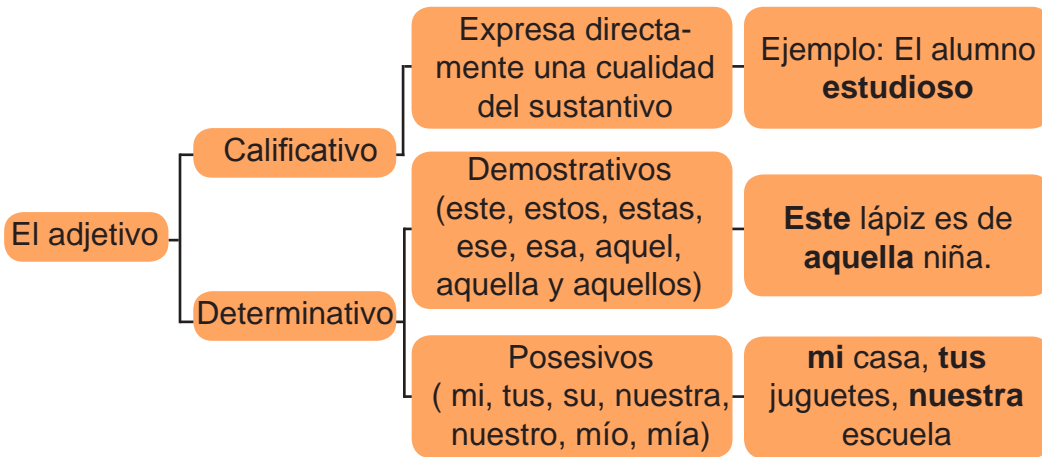 El adjetivo
Calificativo
Expresa directa-
mente una cualidad
del sustantivo
Ejemplo: El alumno
estudioso
Determinativo
Demostrativos
(este, estos, estas,
ese, esa, aquel,
aquella y aquellos)
Este lápiz es de
aquella niña.
Posesivos
( mi, tus, su, nuestra,
nuestro, mío, mía)
mi casa, tus
juguetes, nuestra
escuela